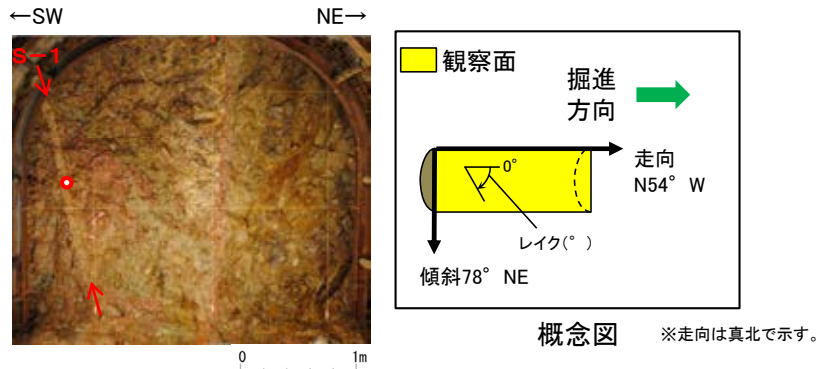 ←SW
NE→
S-1
0
1m
観察面
掘進
方向
0°
走向
N54° W
レイク(°)
傾斜78° NE
概念図
※走向は真北で示す。